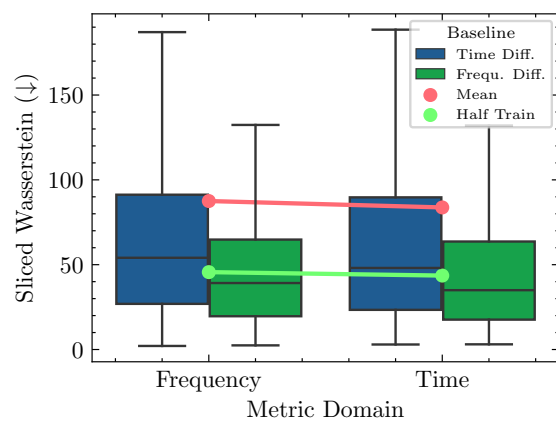 Baseline
Time Diff.
Frequ. Diff.
Mean
Half Train
Sliced Wasserstein (↓)
150
100
50
0
Frequency
Time
Metric Domain